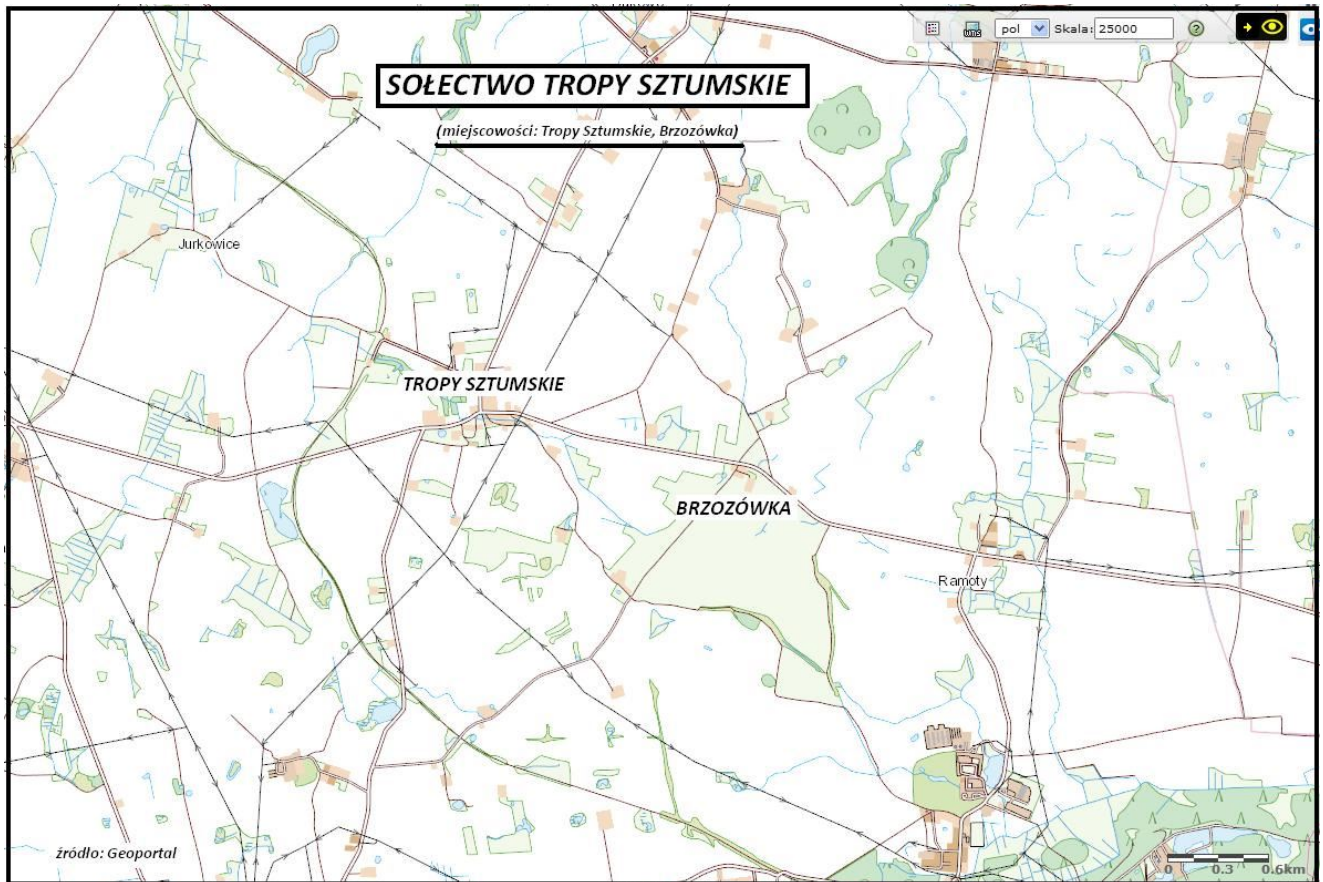 pol Skala: 25000
SOŁECTWO TROPY SZTUMSKIE
(miejscowości: Tropy Sztumskie, Brzozówka)
Jurkowice
TROPY SZTUMSKIE
BRZOZÓWKA
Ramoty
źródło: Geoportal
0 0.3 0.6km